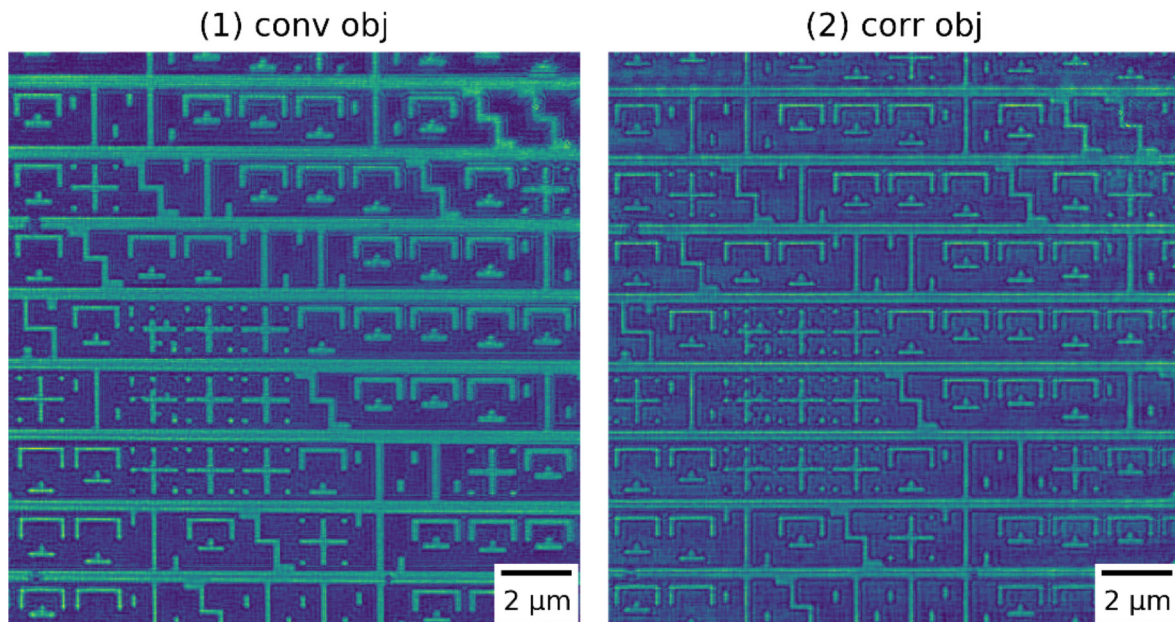 (1) conv obj
(2) corr obj
2 μm
2 μm